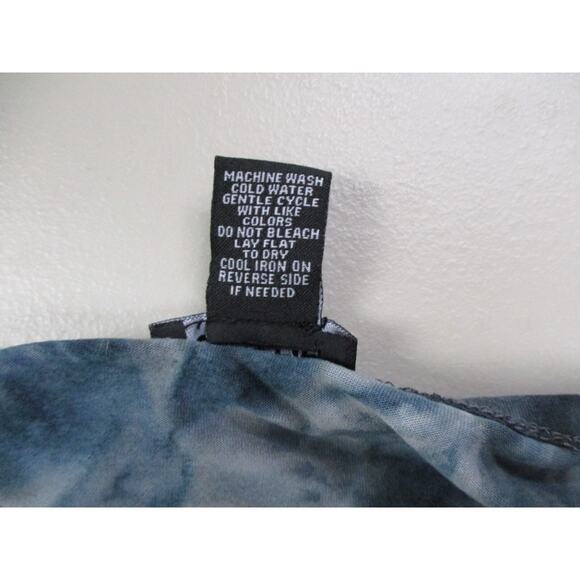 MACHINE WASH
COLD WATER
GENTLE CYCLE
WITH LIKE
COLORS
DO NOT BLEACH
LAY FLAT
TO DRY
COOL IRON ON
REVERSE SIDE
IF NEEDED